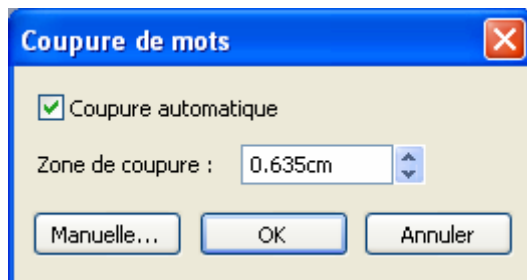 Coupure de mots
Coupure automatique
Zone de coupure : 0.635cm
Manuelle... OK Annuler